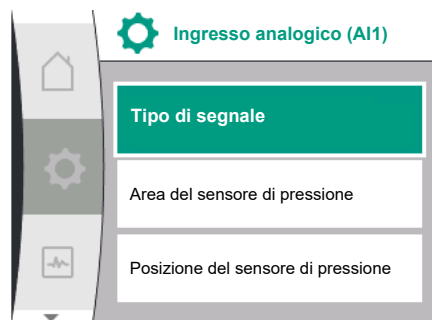 Ingresso analogico (AI1)
Tipo di segnale
Area del sensore di pressione
Posizione del sensore di pressione